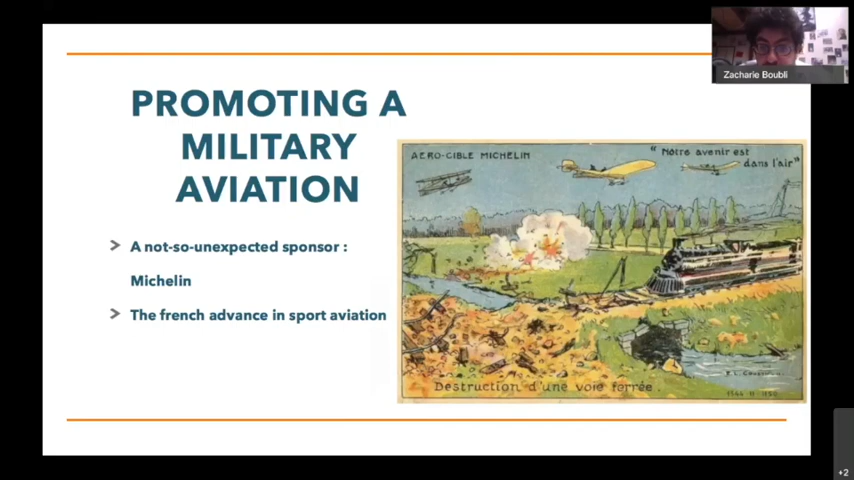 Zacharie Boubli
PROMOTING A
MILITARY
AVIATION
A not-so-unexpected sponsor :
Michelin
The french advance in sport aviation
AERO-CIBLE MICHELIN
"Notre avenir est
dans l'air"
Destruction d'une voie ferrée
+2